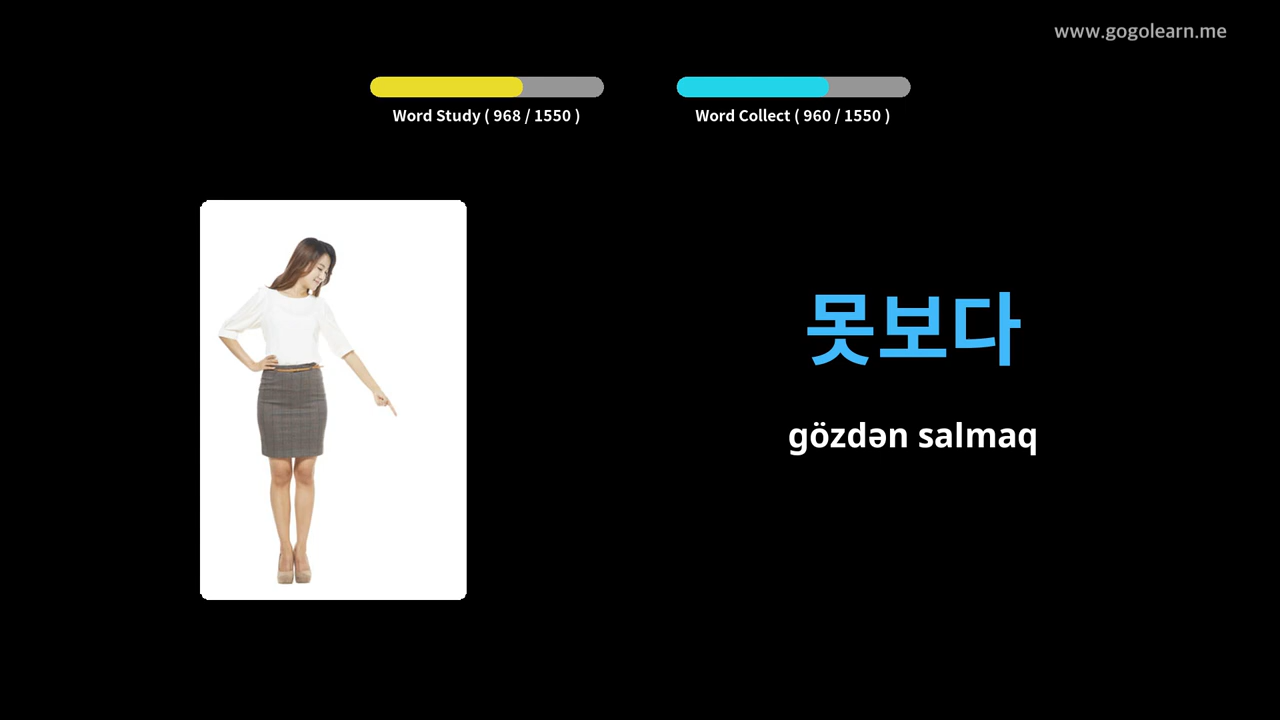 www.gogolearn.me
Word Study ( 968 / 1550 )
Word Collect ( 960 / 1550 )
못보다
gözdən salmaq